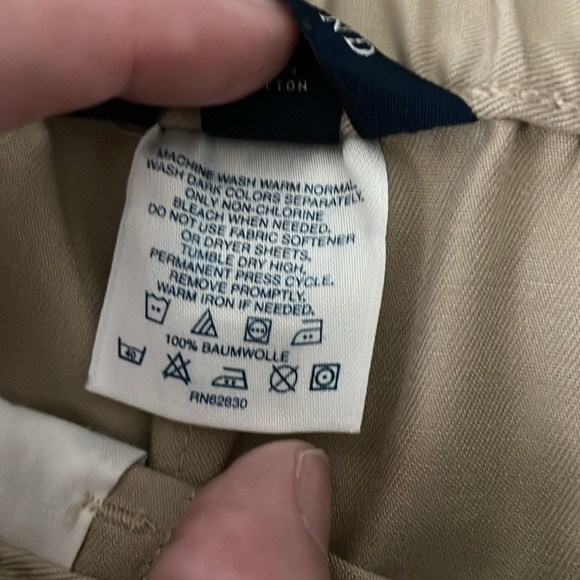 MACHINE WASH WARM NORMAL.
WASH DARK COLORS SEPARATELY.
ONLY NON-CHLORINE
BLEACH WHEN NEEDED.
DO NOT USE FABRIC SOFTENER
OR DRYER SHEETS.
TUMBLE DRY HIGH,
PERMANENT PRESS CYCLE.
REMOVE PROMPTLY.
WARM IRON IF NEEDED.
100% BAUMWOLLE
40
RN62830